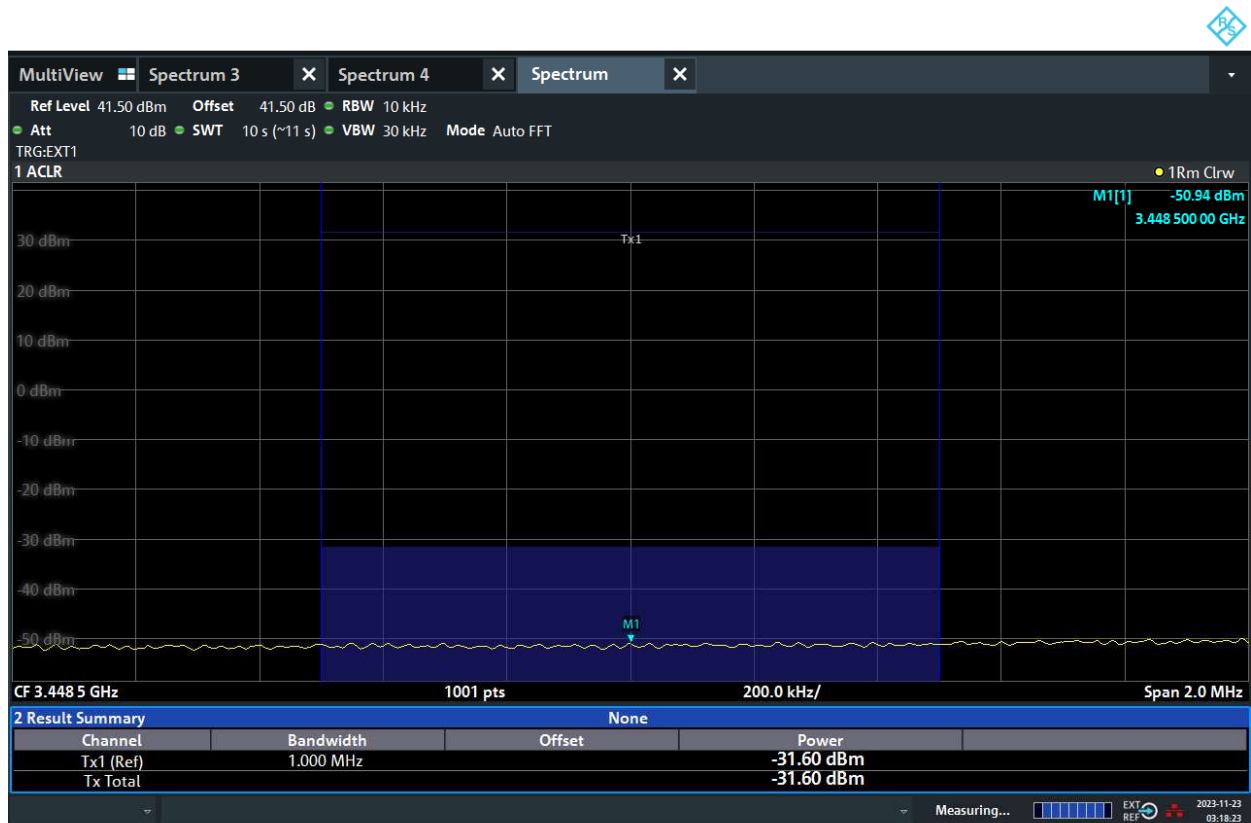 R&S
MultiView Spectrum 3 X Spectrum 4 X Spectrum X
Ref Level 41.50 dBm Offset 41.50 dB RBW 10 kHz
Att 10 dB SWT 10 s (~11 s) VBW 30 kHz Mode Auto FFT
TRG:EXT1
1 ACLR 1Rm Clrw
M1[1] -50.94 dBm
3.448 500 00 GHz
Tx1
30 dBm
20 dBm
10 dBm
0 dBm
-10 dBm
-20 dBm
-30 dBm
-40 dBm
M1
-50 dBm
CF 3.448 5 GHz 1001 pts 200.0 kHz/ Span 2.0 MHz
2 Result Summary None
Channel Bandwidth Offset Power
Tx1 (Ref) 1.000 MHz -31.60 dBm
Tx Total -31.60 dBm
Measuring... EXT REF 2023-11-23
03:18:23